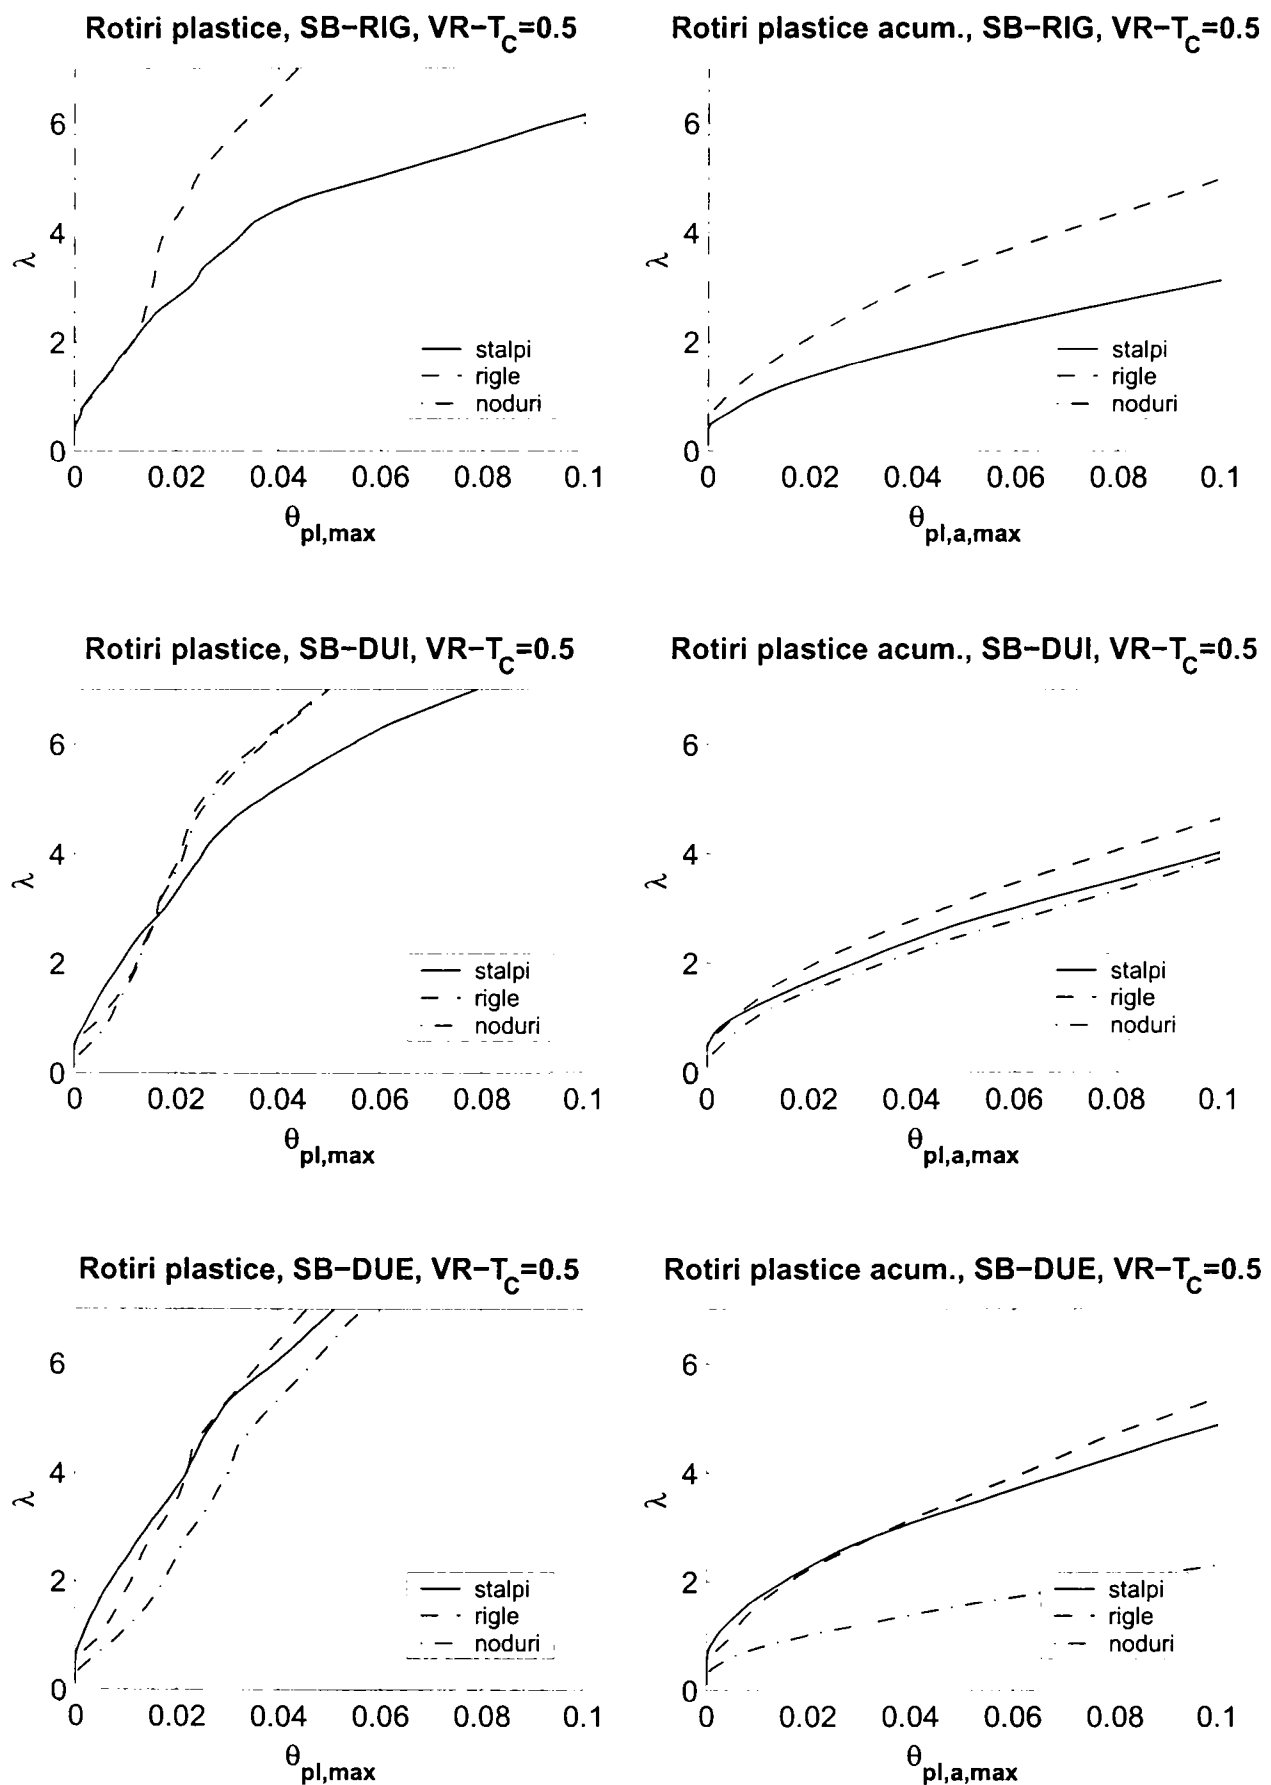 Rotiri plastice, SB−RIG, VR−T_C=0.5
6
4
2
0
λ
stalpi
rigle
noduri
0 0.02 0.04 0.06 0.08 0.1
θpl,max
Rotiri plastice acum., SB−RIG, VR−T_C=0.5
6
4
2
0
λ
stalpi
rigle
noduri
0 0.02 0.04 0.06 0.08 0.1
θpl,a,max
Rotiri plastice, SB−DUI, VR−T_C=0.5
6
4
2
0
λ
stalpi
rigle
noduri
0 0.02 0.04 0.06 0.08 0.1
θpl,max
Rotiri plastice acum., SB−DUI, VR−T_C=0.5
6
4
2
0
λ
stalpi
rigle
noduri
0 0.02 0.04 0.06 0.08 0.1
θpl,a,max
Rotiri plastice, SB−DUE, VR−T_C=0.5
6
4
2
0
λ
stalpi
rigle
noduri
0 0.02 0.04 0.06 0.08 0.1
θpl,max
Rotiri plastice acum., SB−DUE, VR−T_C=0.5
6
4
2
0
λ
stalpi
rigle
noduri
0 0.02 0.04 0.06 0.08 0.1
θpl,a,max